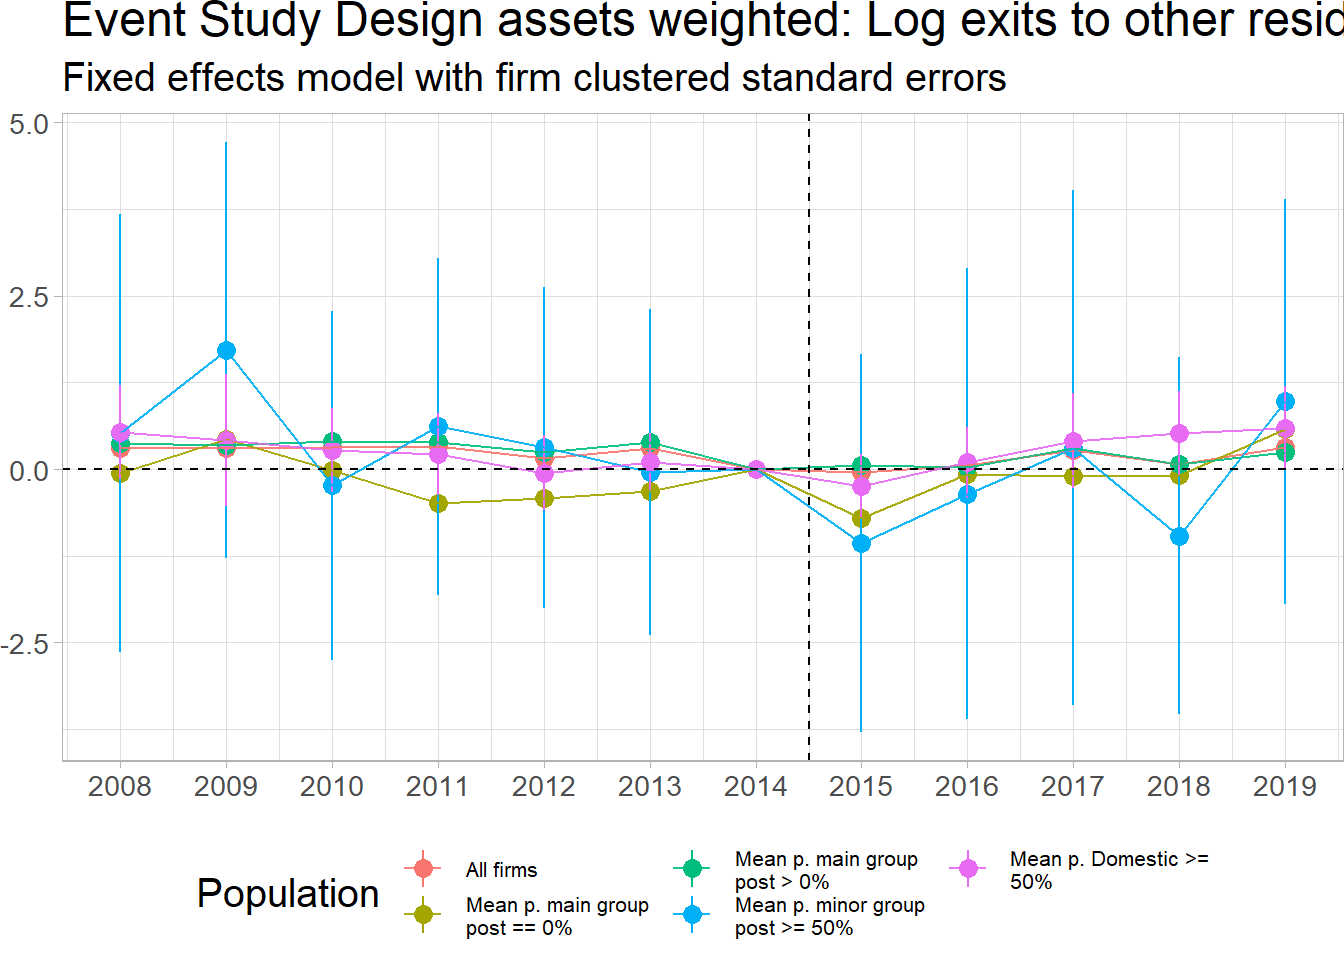 Event Study Design assets weighted: Log exits to other resid
Fixed effects model with firm clustered standard errors
5.0
2.5
0.0
-2.5
2008 2009 2010 2011 2012 2013 2014 2015 2016 2017 2018 2019
Population
All firms
Mean p. main group
post == 0%
Mean p. main group
post > 0%
Mean p. minor group
post >= 50%
Mean p. Domestic >=
50%